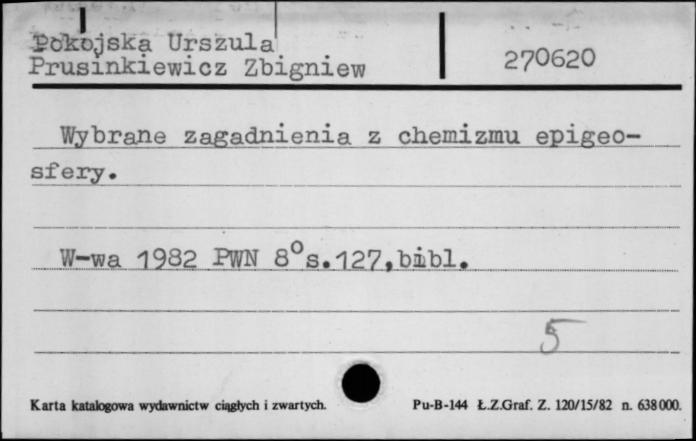 Pokojska Urszula
Prusinkiewicz Zbigniew
270620
Wybrane zagadnienia z chemizmu epigeo-
sfery.
W-wa 1982 PWN 8° s.127,bibl.
5
Karta katalogowa wydawnictw ciągłych i zwartych.
Pu-B-144 Ł.Z.Graf. Z. 120/15/82 n. 638000.